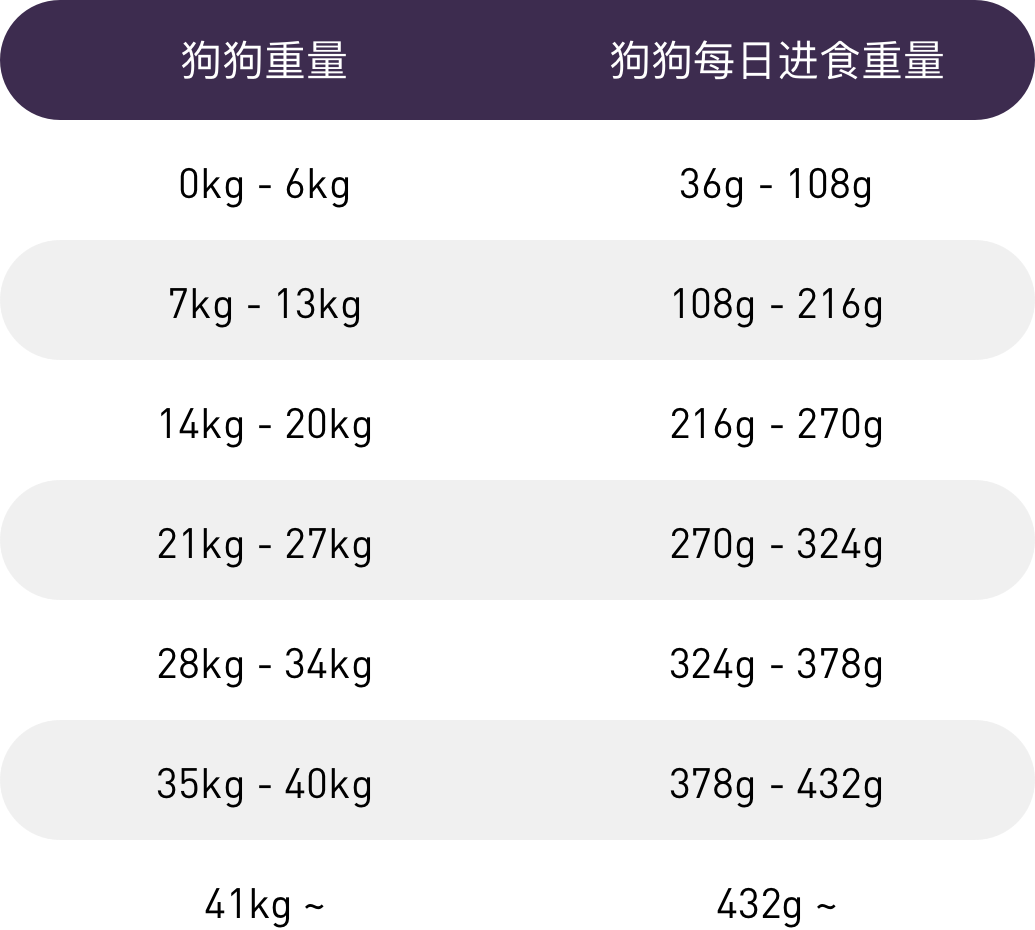 狗狗重量 狗狗每日进食重量
0kg - 6kg 36g - 108g
7kg - 13kg 108g - 216g
14kg - 20kg 216g - 270g
21kg - 27kg 270g - 324g
28kg - 34kg 324g - 378g
35kg - 40kg 378g - 432g
41kg ~ 432g ~